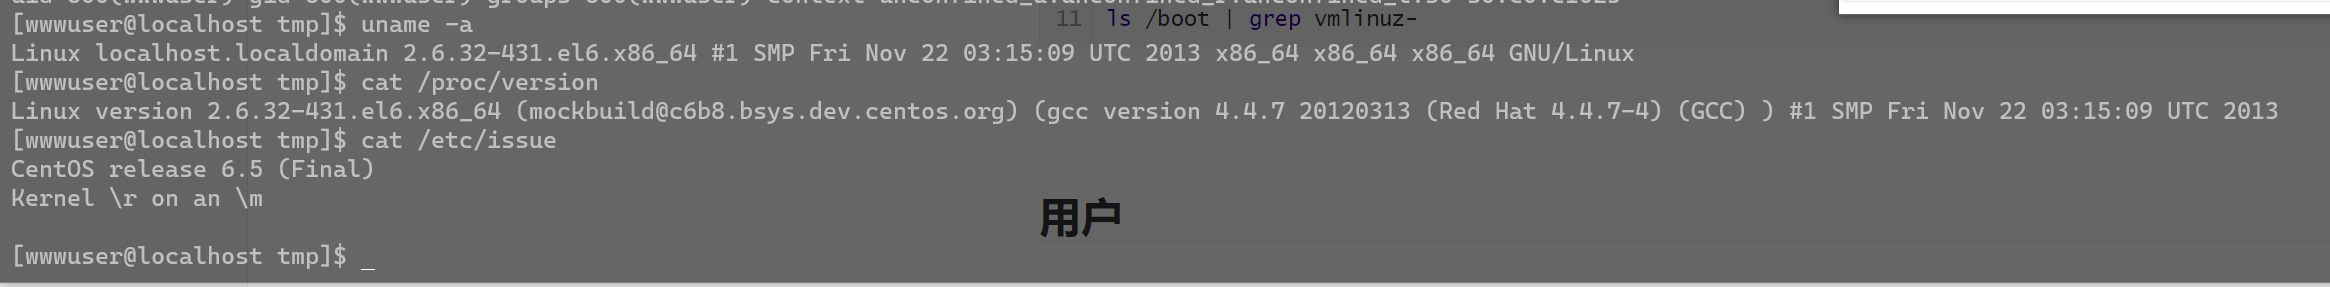 [wwwuser@localhost tmp]$ uname -a
11 ls /boot | grep vmlinuz-
Linux localhost.localdomain 2.6.32-431.el6.x86_64 #1 SMP Fri Nov 22 03:15:09 UTC 2013 x86_64 x86_64 x86_64 GNU/Linux
[wwwuser@localhost tmp]$ cat /proc/version
Linux version 2.6.32-431.el6.x86_64 (mockbuild@c6b8.bsys.dev.centos.org) (gcc version 4.4.7 20120313 (Red Hat 4.4.7-4) (GCC) ) #1 SMP Fri Nov 22 03:15:09 UTC 2013
[wwwuser@localhost tmp]$ cat /etc/issue
CentOS release 6.5 (Final)
Kernel \r on an \m
用户
[wwwuser@localhost tmp]$ _